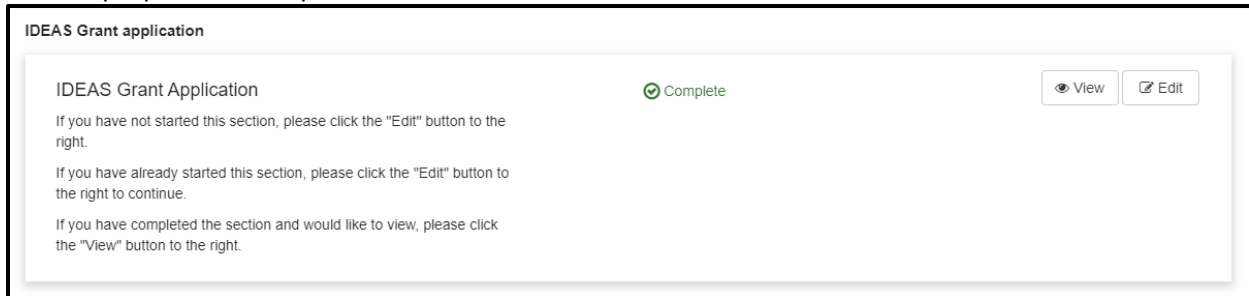 IDEAS Grant application
IDEAS Grant Application
Complete
View
Edit
If you have not started this section, please click the "Edit" button to the
right.
If you have already started this section, please click the "Edit" button to
the right to continue.
If you have completed the section and would like to view, please click
the "View" button to the right.